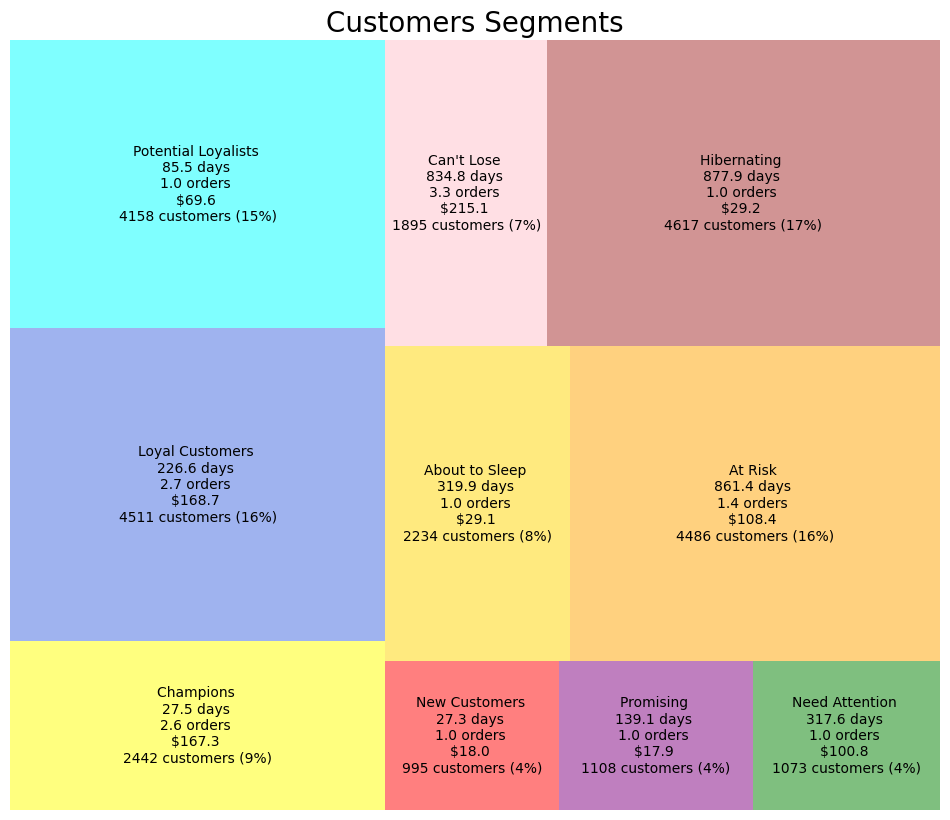 Customers Segments
Potential Loyalists
85.5 days
1.0 orders
$69.6
4158 customers (15%)
Can't Lose
834.8 days
3.3 orders
$215.1
1895 customers (7%)
Hibernating
877.9 days
1.0 orders
$29.2
4617 customers (17%)
Loyal Customers
226.6 days
2.7 orders
$168.7
4511 customers (16%)
About to Sleep
319.9 days
1.0 orders
$29.1
2234 customers (8%)
At Risk
861.4 days
1.4 orders
$108.4
4486 customers (16%)
Champions
27.5 days
2.6 orders
$167.3
2442 customers (9%)
New Customers
27.3 days
1.0 orders
$18.0
995 customers (4%)
Promising
139.1 days
1.0 orders
$17.9
1108 customers (4%)
Need Attention
317.6 days
1.0 orders
$100.8
1073 customers (4%)